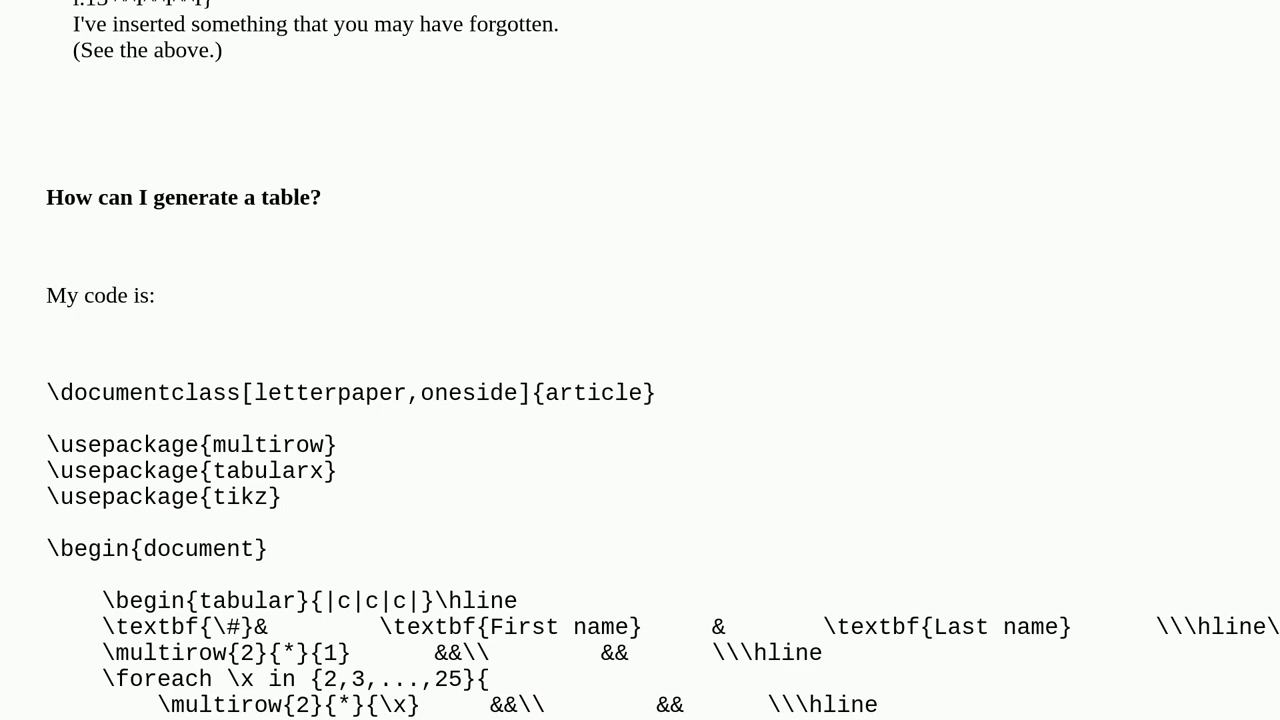 I've inserted something that you may have forgotten.
(See the above.)
How can I generate a table?
My code is:
\documentclass[letterpaper,oneside]{article}
\usepackage{multirow}
\usepackage{tabularx}
\usepackage{tikz}
\begin{document}
\begin{tabular}{|c|c|c|}\hline
\textbf{\#}&        \textbf{First name}     &       \textbf{Last name}      \\\hline\
\multirow{2}{*}{1}      &&\\        &&      \\\hline
\foreach \x in {2,3,...,25}{
\multirow{2}{*}{\x}     &&\\        &&      \\\hline